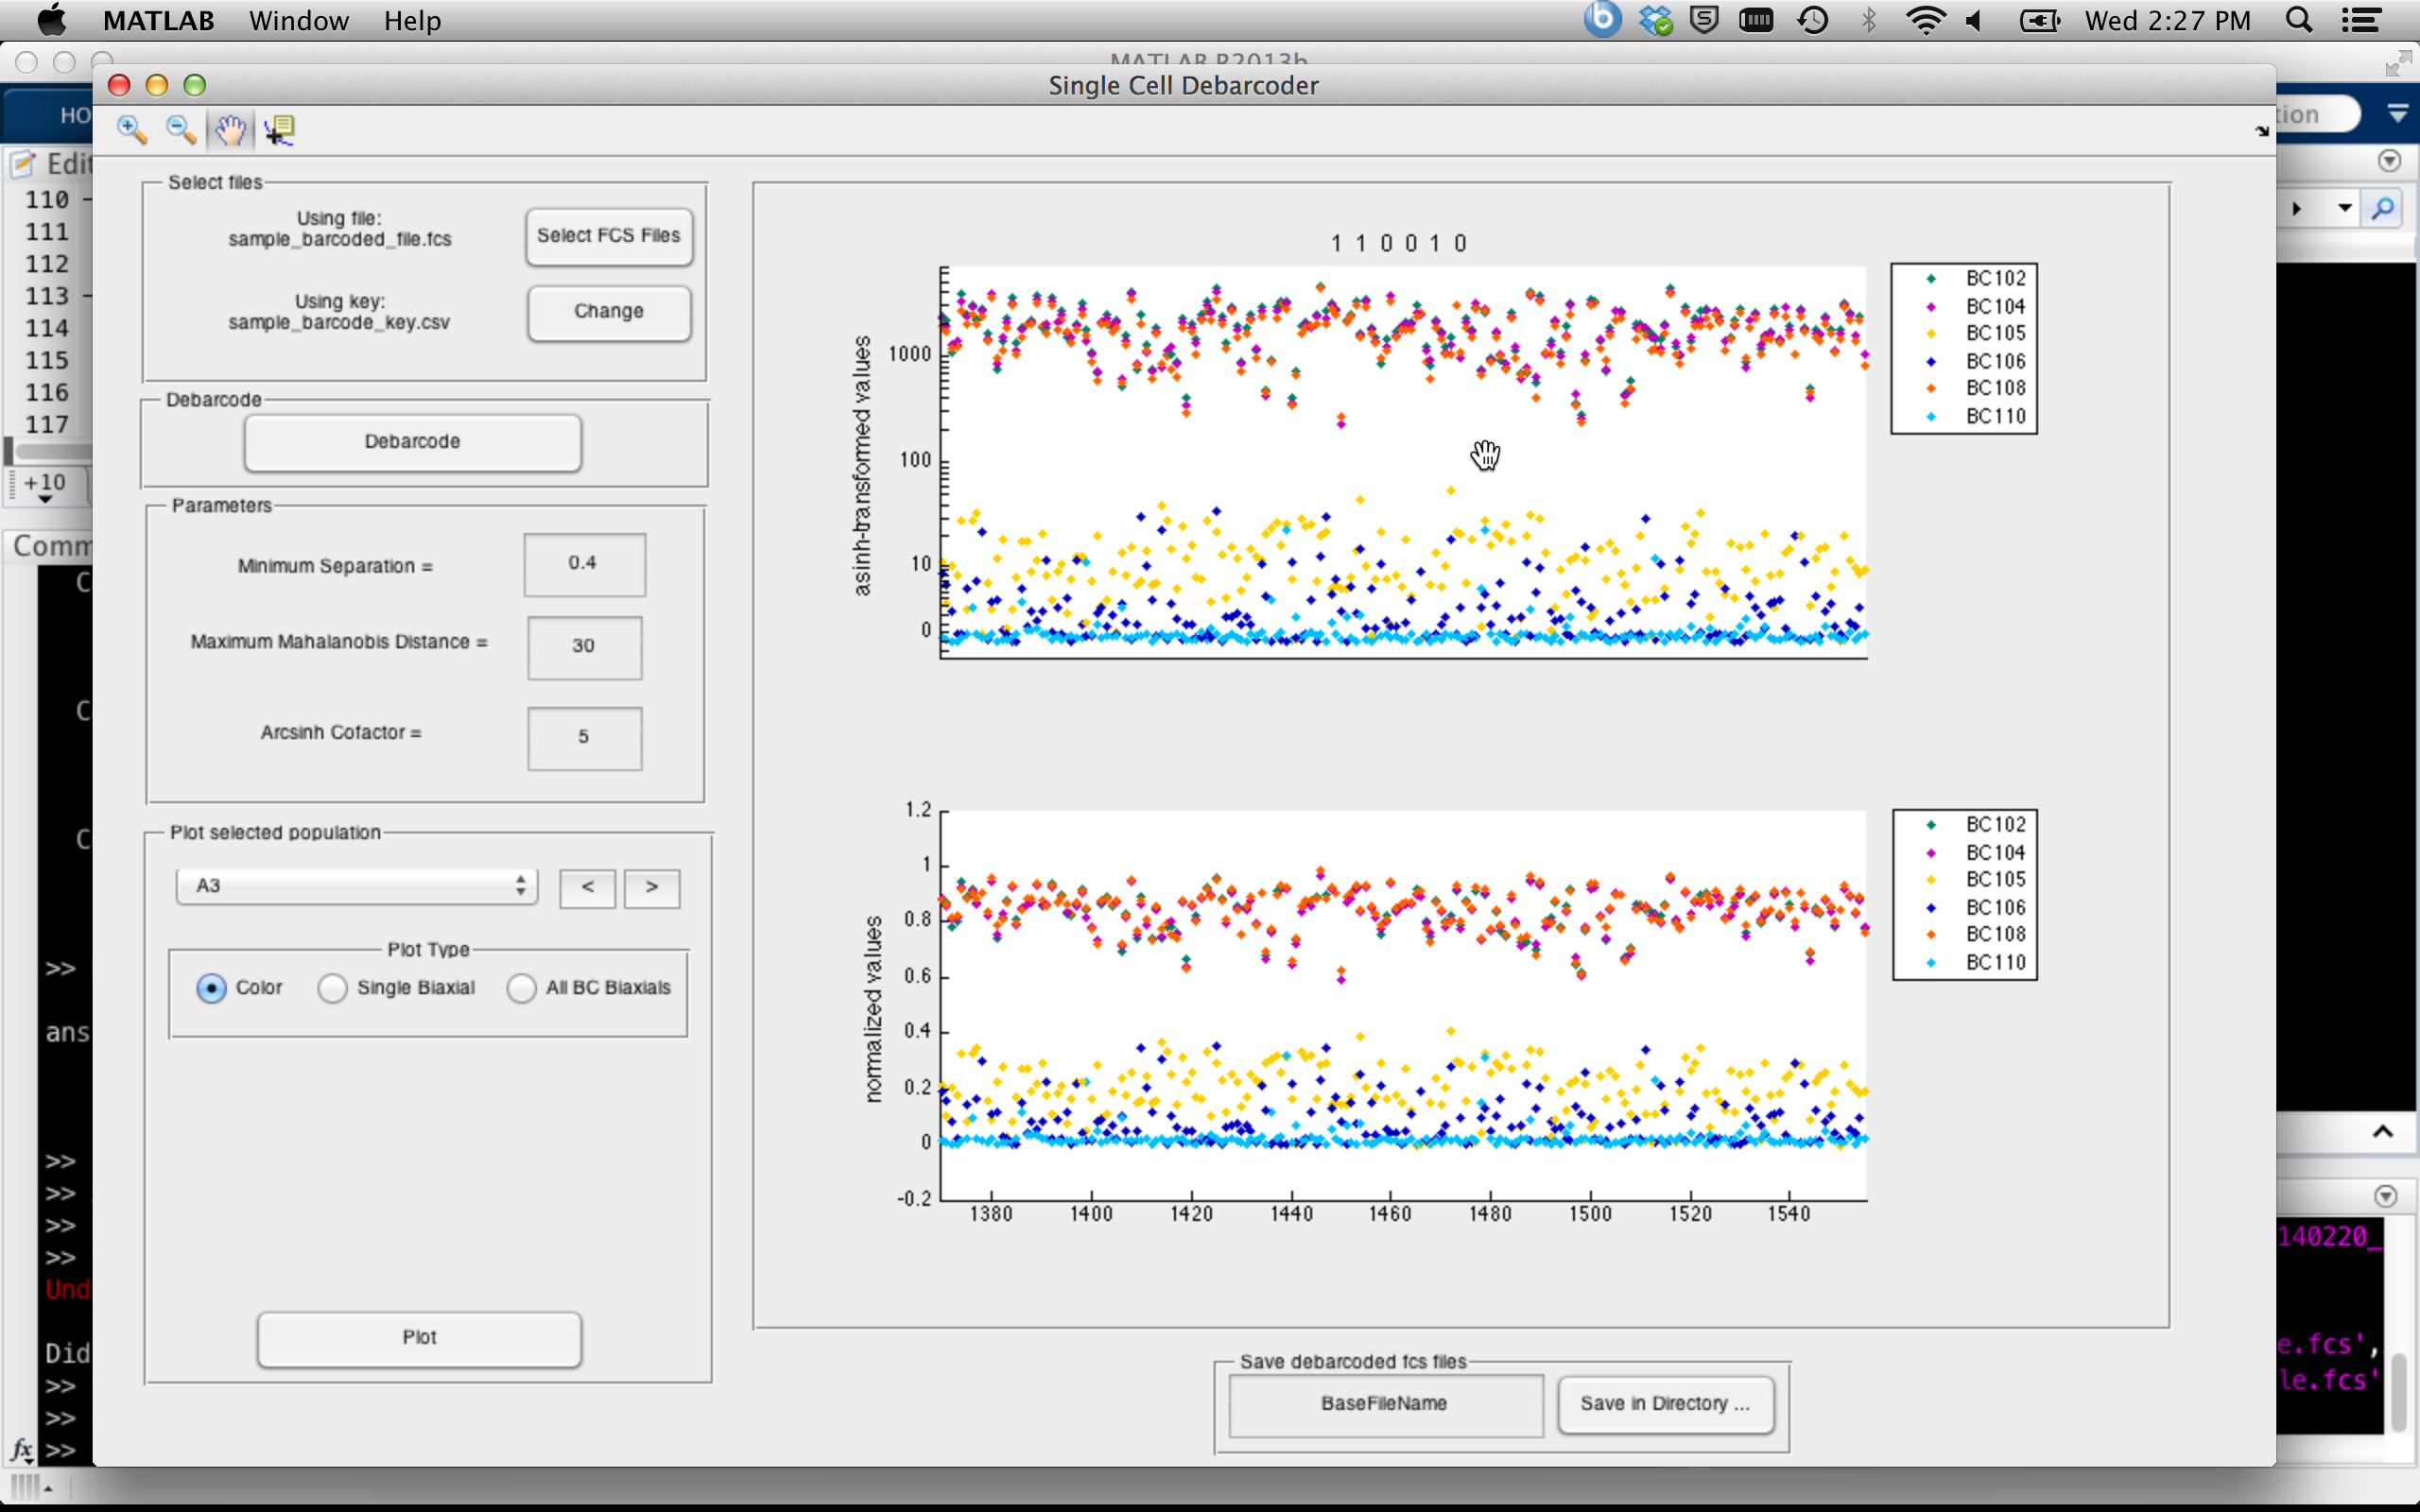 MATLAB Window Help
Wed 2:27 PM
MATLAB R2013b
Single Cell Debarcoder
HO
tion
Edit
110
111
112
113
114
115
116
117
+10
Comm
C
C
C
>>
ans
>>
>>
>>
>>
Und
Did
>>
>>
fx >>
Select files
Using file:
sample_barcoded_file.fcs
Select FCS Files
Using key:
sample_barcode_key.csv
Change
Debarcode
Debarcode
Parameters
Minimum Separation =
0.4
Maximum Mahalanobis Distance =
30
Arcsinh Cofactor =
5
Plot selected population
A3
<
>
Plot Type
Color
Single Biaxial
All BC Biaxials
Plot
1 1 0 0 1 0
asinh-transformed values
1000
100
10
0
BC102
BC104
BC105
BC106
BC108
BC110
normalized values
1.2
1
0.8
0.6
0.4
0.2
0
-0.2
1380 1400 1420 1440 1460 1480 1500 1520 1540
BC102
BC104
BC105
BC106
BC108
BC110
Save debarcoded fcs files
BaseFileName
Save in Directory ...
140220_
e.fcs',
le.fcs'